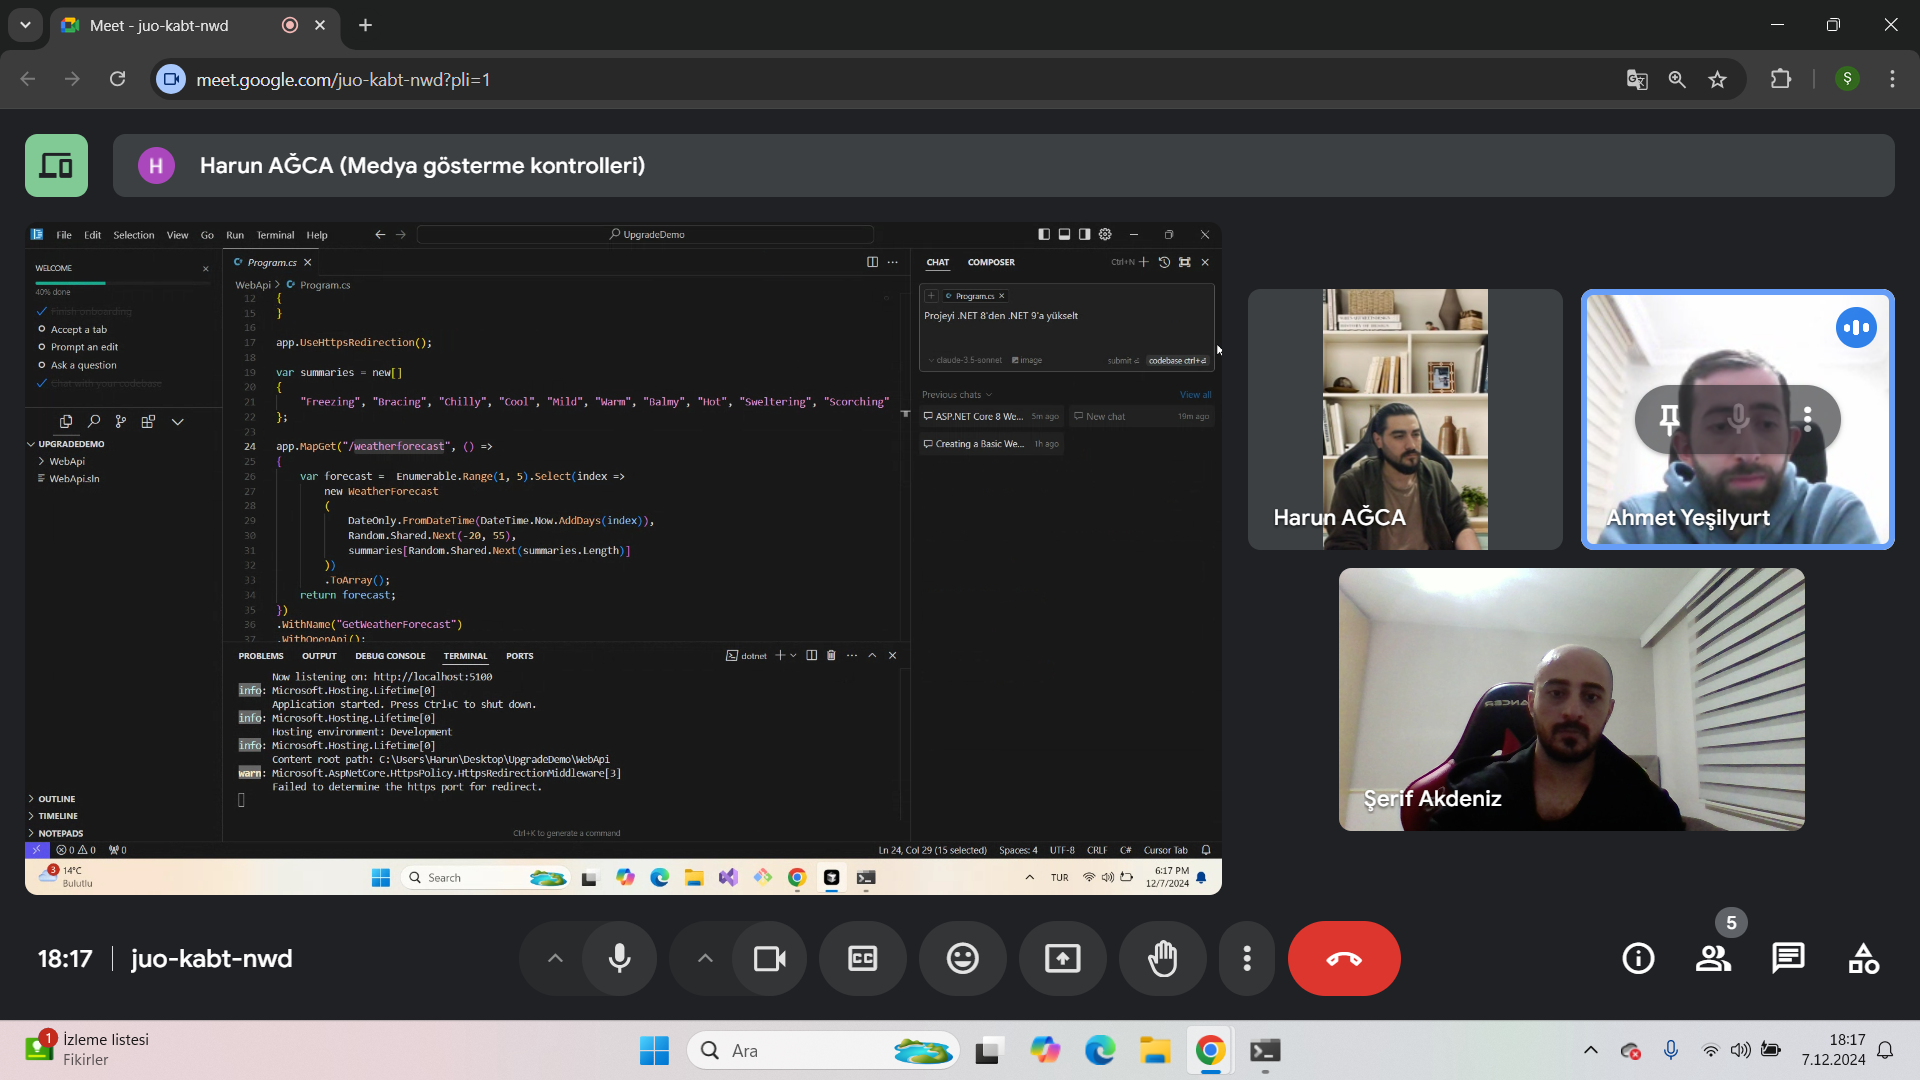 Meet - juo-kabt-nwd
meet.google.com/juo-kabt-nwd?pli=1
Ş
H
Harun AĞCA (Medya gösterme kontrolleri)
File Edit Selection View Go Run Terminal Help
UpgradeDemo
WELCOME
40% done
Finish onboarding
Accept a tab
Prompt an edit
Ask a question
Chat with your codebase
UPGRADEDEMO
WebApi
WebApi.sln
OUTLINE
TIMELINE
NOTEPADS
Program.cs
WebApi > Program.cs
12 {
15 }
16
17 app.UseHttpsRedirection();
18
19 var summaries = new[]
20 {
21 "Freezing", "Bracing", "Chilly", "Cool", "Mild", "Warm", "Balmy", "Hot", "Sweltering", "Scorching"
22 };
23
24 app.MapGet("/weatherforecast", () =>
25 {
26 var forecast = Enumerable.Range(1, 5).Select(index =>
27 new WeatherForecast
28 (
29 DateOnly.FromDateTime(DateTime.Now.AddDays(index)),
30 Random.Shared.Next(-20, 55),
31 summaries[Random.Shared.Next(summaries.Length)]
32 ))
33 .ToArray();
34 return forecast;
35 })
36 .WithName("GetWeatherForecast")
37 .WithOpenApi();
PROBLEMS OUTPUT DEBUG CONSOLE TERMINAL PORTS
dotnet
Now listening on: http://localhost:5100
info: Microsoft.Hosting.Lifetime[0]
Application started. Press Ctrl+C to shut down.
info: Microsoft.Hosting.Lifetime[0]
Hosting environment: Development
info: Microsoft.Hosting.Lifetime[0]
Content root path: C:\Users\Harun\Desktop\UpgradeDemo\WebApi
warn: Microsoft.AspNetCore.HttpsPolicy.HttpsRedirectionMiddleware[3]
Failed to determine the https port for redirect.
Ctrl+K to generate a command
CHAT COMPOSER
Ctrl+N
Program.cs
Projeyi .NET 8'den .NET 9'a yükselt
claude-3.5-sonnet image
submit codebase ctrl+
Previous chats
View all
ASP.NET Core 8 We... 5m ago
New chat 19m ago
Creating a Basic We... 1h ago
0 0 0
Ln 24, Col 29 (15 selected) Spaces: 4 UTF-8 CRLF C# Cursor Tab
3
14°C
Bulutlu
Search
TUR
6:17 PM
12/7/2024
Harun AĞCA
Ahmet Yeşilyurt
Şerif Akdeniz
18:17 | juo-kabt-nwd
CC
5
1
İzleme listesi
Fikirler
Ara
18:17
7.12.2024